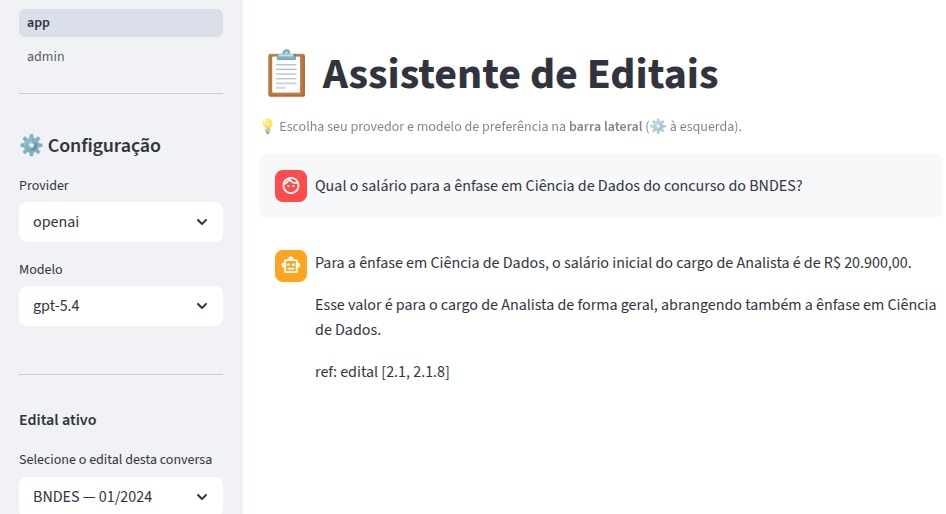 app
admin
Configuração
Provider
openai
Modelo
gpt-5.4
Edital ativo
Selecione o edital desta conversa
BNDES — 01/2024
Assistente de Editais
Escolha seu provedor e modelo de preferência na barra lateral (⚙️ à esquerda).
Qual o salário para a ênfase em Ciência de Dados do concurso do BNDES?
Para a ênfase em Ciência de Dados, o salário inicial do cargo de Analista é de R$ 20.900,00.
Esse valor é para o cargo de Analista de forma geral, abrangendo também a ênfase em Ciência
de Dados.
ref: edital [2.1, 2.1.8]